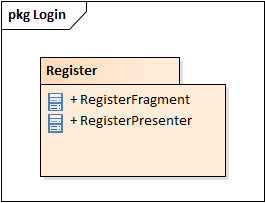 pkg Login
Register
+ RegisterFragment
+ RegisterPresenter